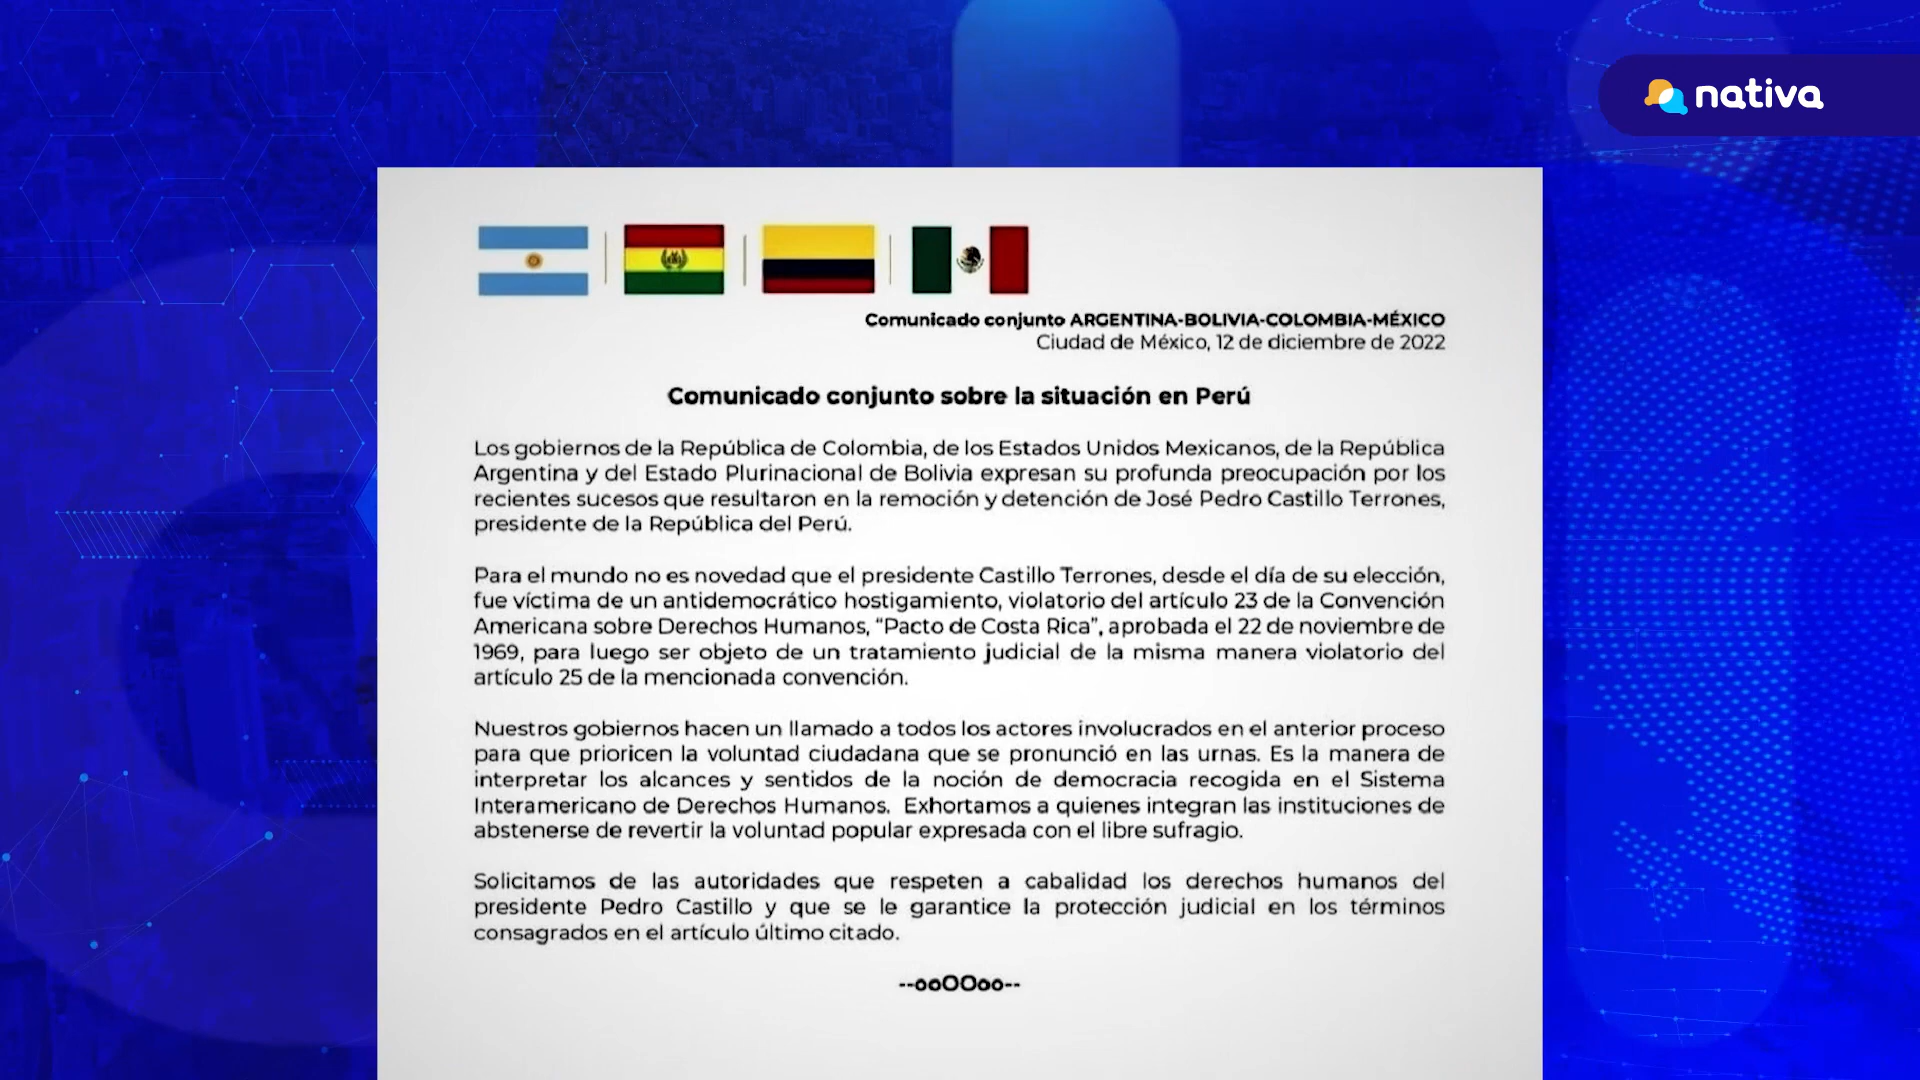 nativa
Comunicado conjunto ARGENTINA-BOLIVIA-COLOMBIA-MÉXICO
Ciudad de México, 12 de diciembre de 2022
Comunicado conjunto sobre la situación en Perú
Los gobiernos de la República de Colombia, de los Estados Unidos Mexicanos, de la República
Argentina y del Estado Plurinacional de Bolivia expresan su profunda preocupación por los
recientes sucesos que resultaron en la remoción y detención de José Pedro Castillo Terrones,
presidente de la República del Perú.
Para el mundo no es novedad que el presidente Castillo Terrones, desde el día de su elección,
fue víctima de un antidemocrático hostigamiento, violatorio del artículo 23 de la Convención
Americana sobre Derechos Humanos, “Pacto de Costa Rica”, aprobada el 22 de noviembre de
1969, para luego ser objeto de un tratamiento judicial de la misma manera violatorio del
artículo 25 de la mencionada convención.
Nuestros gobiernos hacen un llamado a todos los actores involucrados en el anterior proceso
para que prioricen la voluntad ciudadana que se pronunció en las urnas. Es la manera de
interpretar los alcances y sentidos de la noción de democracia recogida en el Sistema
Interamericano de Derechos Humanos. Exhortamos a quienes integran las instituciones de
abstenerse de revertir la voluntad popular expresada con el libre sufragio.
Solicitamos de las autoridades que respeten a cabalidad los derechos humanos del
presidente Pedro Castillo y que se le garantice la protección judicial en los términos
consagrados en el artículo último citado.
--ooOOoo--